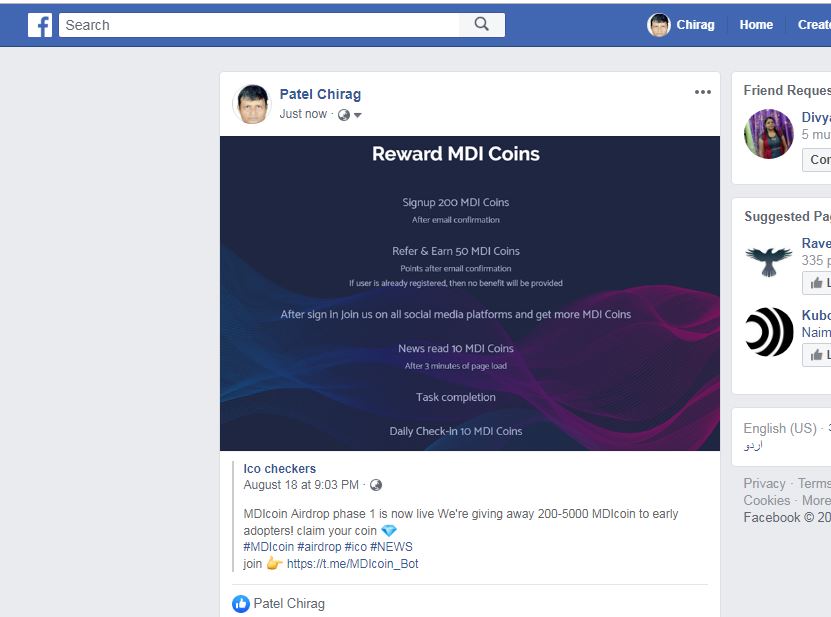 f
Search
Chirag
Home
Create
Patel Chirag
Just now ·
Reward MDI Coins
Signup 200 MDI Coins
After email confirmation
Refer & Earn 50 MDI Coins
Points after email confirmation
If user is already registered, then no benefit will be provided
After sign in Join us on all social media platforms and get more MDI Coins
News read 10 MDI Coins
After 3 minutes of page load
Task completion
Daily Check-in 10 MDI Coins
Ico checkers
August 18 at 9:03 PM ·
MDIcoin Airdrop phase 1 is now live We're giving away 200-5000 MDIcoin to early
adopters! claim your coin 💎
#MDIcoin #airdrop #ico #NEWS
join 👉 https://t.me/MDIcoin_Bot
Patel Chirag
Friend Reques
Divya
5 mu
Con
Suggested Pa
Rave
335 p
L
Kubo
Naim
L
English (US) ·
اردو
Privacy · Terms
Cookies · More
Facebook © 20